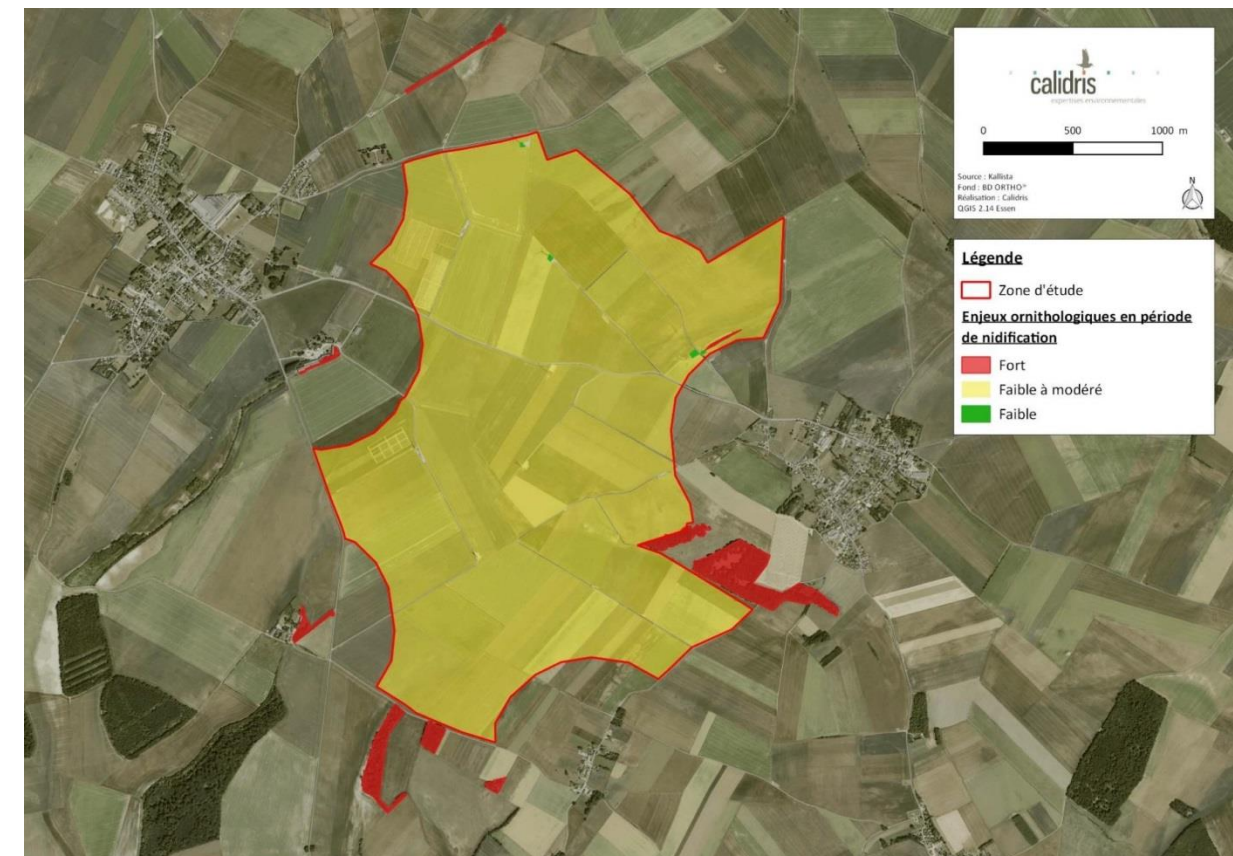 calidris
expertises environnementales
0 500 1000 m
Source : Kallista
Fond : BD ORTHO®
Réalisation : Calidris
QGIS 2.14 Essen
N
Légende
Zone d'étude
Enjeux ornithologiques en période
de nidification
Fort
Faible à modéré
Faible